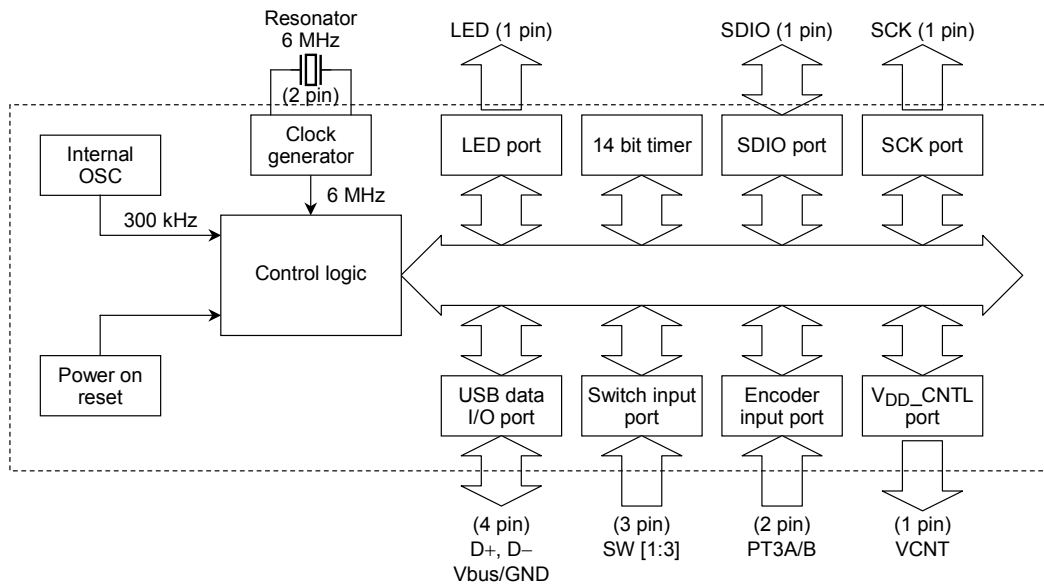 Resonator
6 MHz
(2 pin)
LED (1 pin)
SDIO (1 pin)
SCK (1 pin)
Internal
OSC
Clock
generator
LED port
14 bit timer
SDIO port
SCK port
300 kHz
6 MHz
Control logic
Power on
reset
USB data
I/O port
Switch input
port
Encoder
input port
VDD_CNTL
port
(4 pin)
D+, D−
Vbus/GND
(3 pin)
SW [1:3]
(2 pin)
PT3A/B
(1 pin)
VCNT